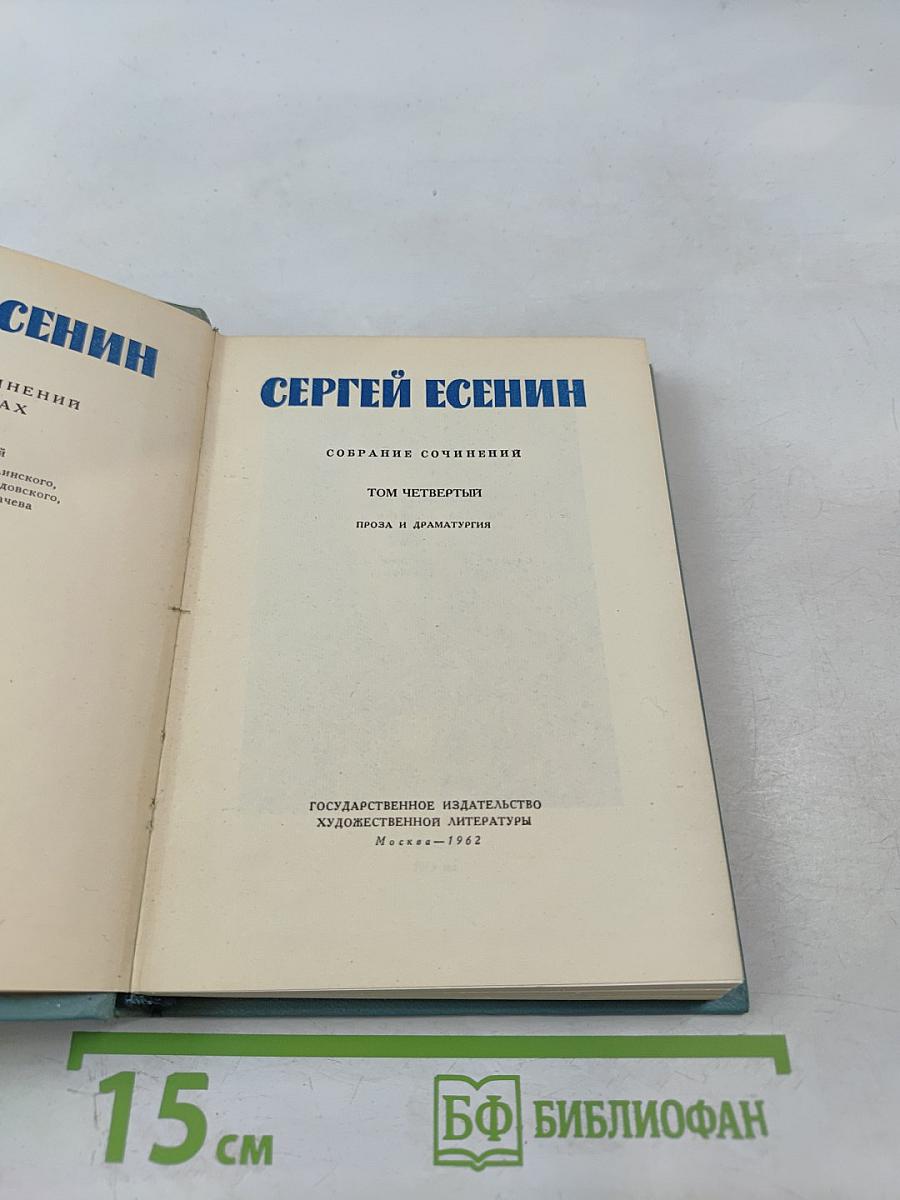 СЕНИН
АХ
СЕРГЕЙ ЕСЕНИН
СОБРАНИЕ СОЧИНЕНИЙ
ТОМ ЧЕТВЕРТЫЙ
ПРОЗА И ДРАМАТУРГИЯ
ГОСУДАРСТВЕННОЕ ИЗДАТЕЛЬСТВО
ХУДОЖЕСТВЕННОЙ ЛИТЕРАТУРЫ
Москва—1962
15 см
БФ БИБЛИОФАН